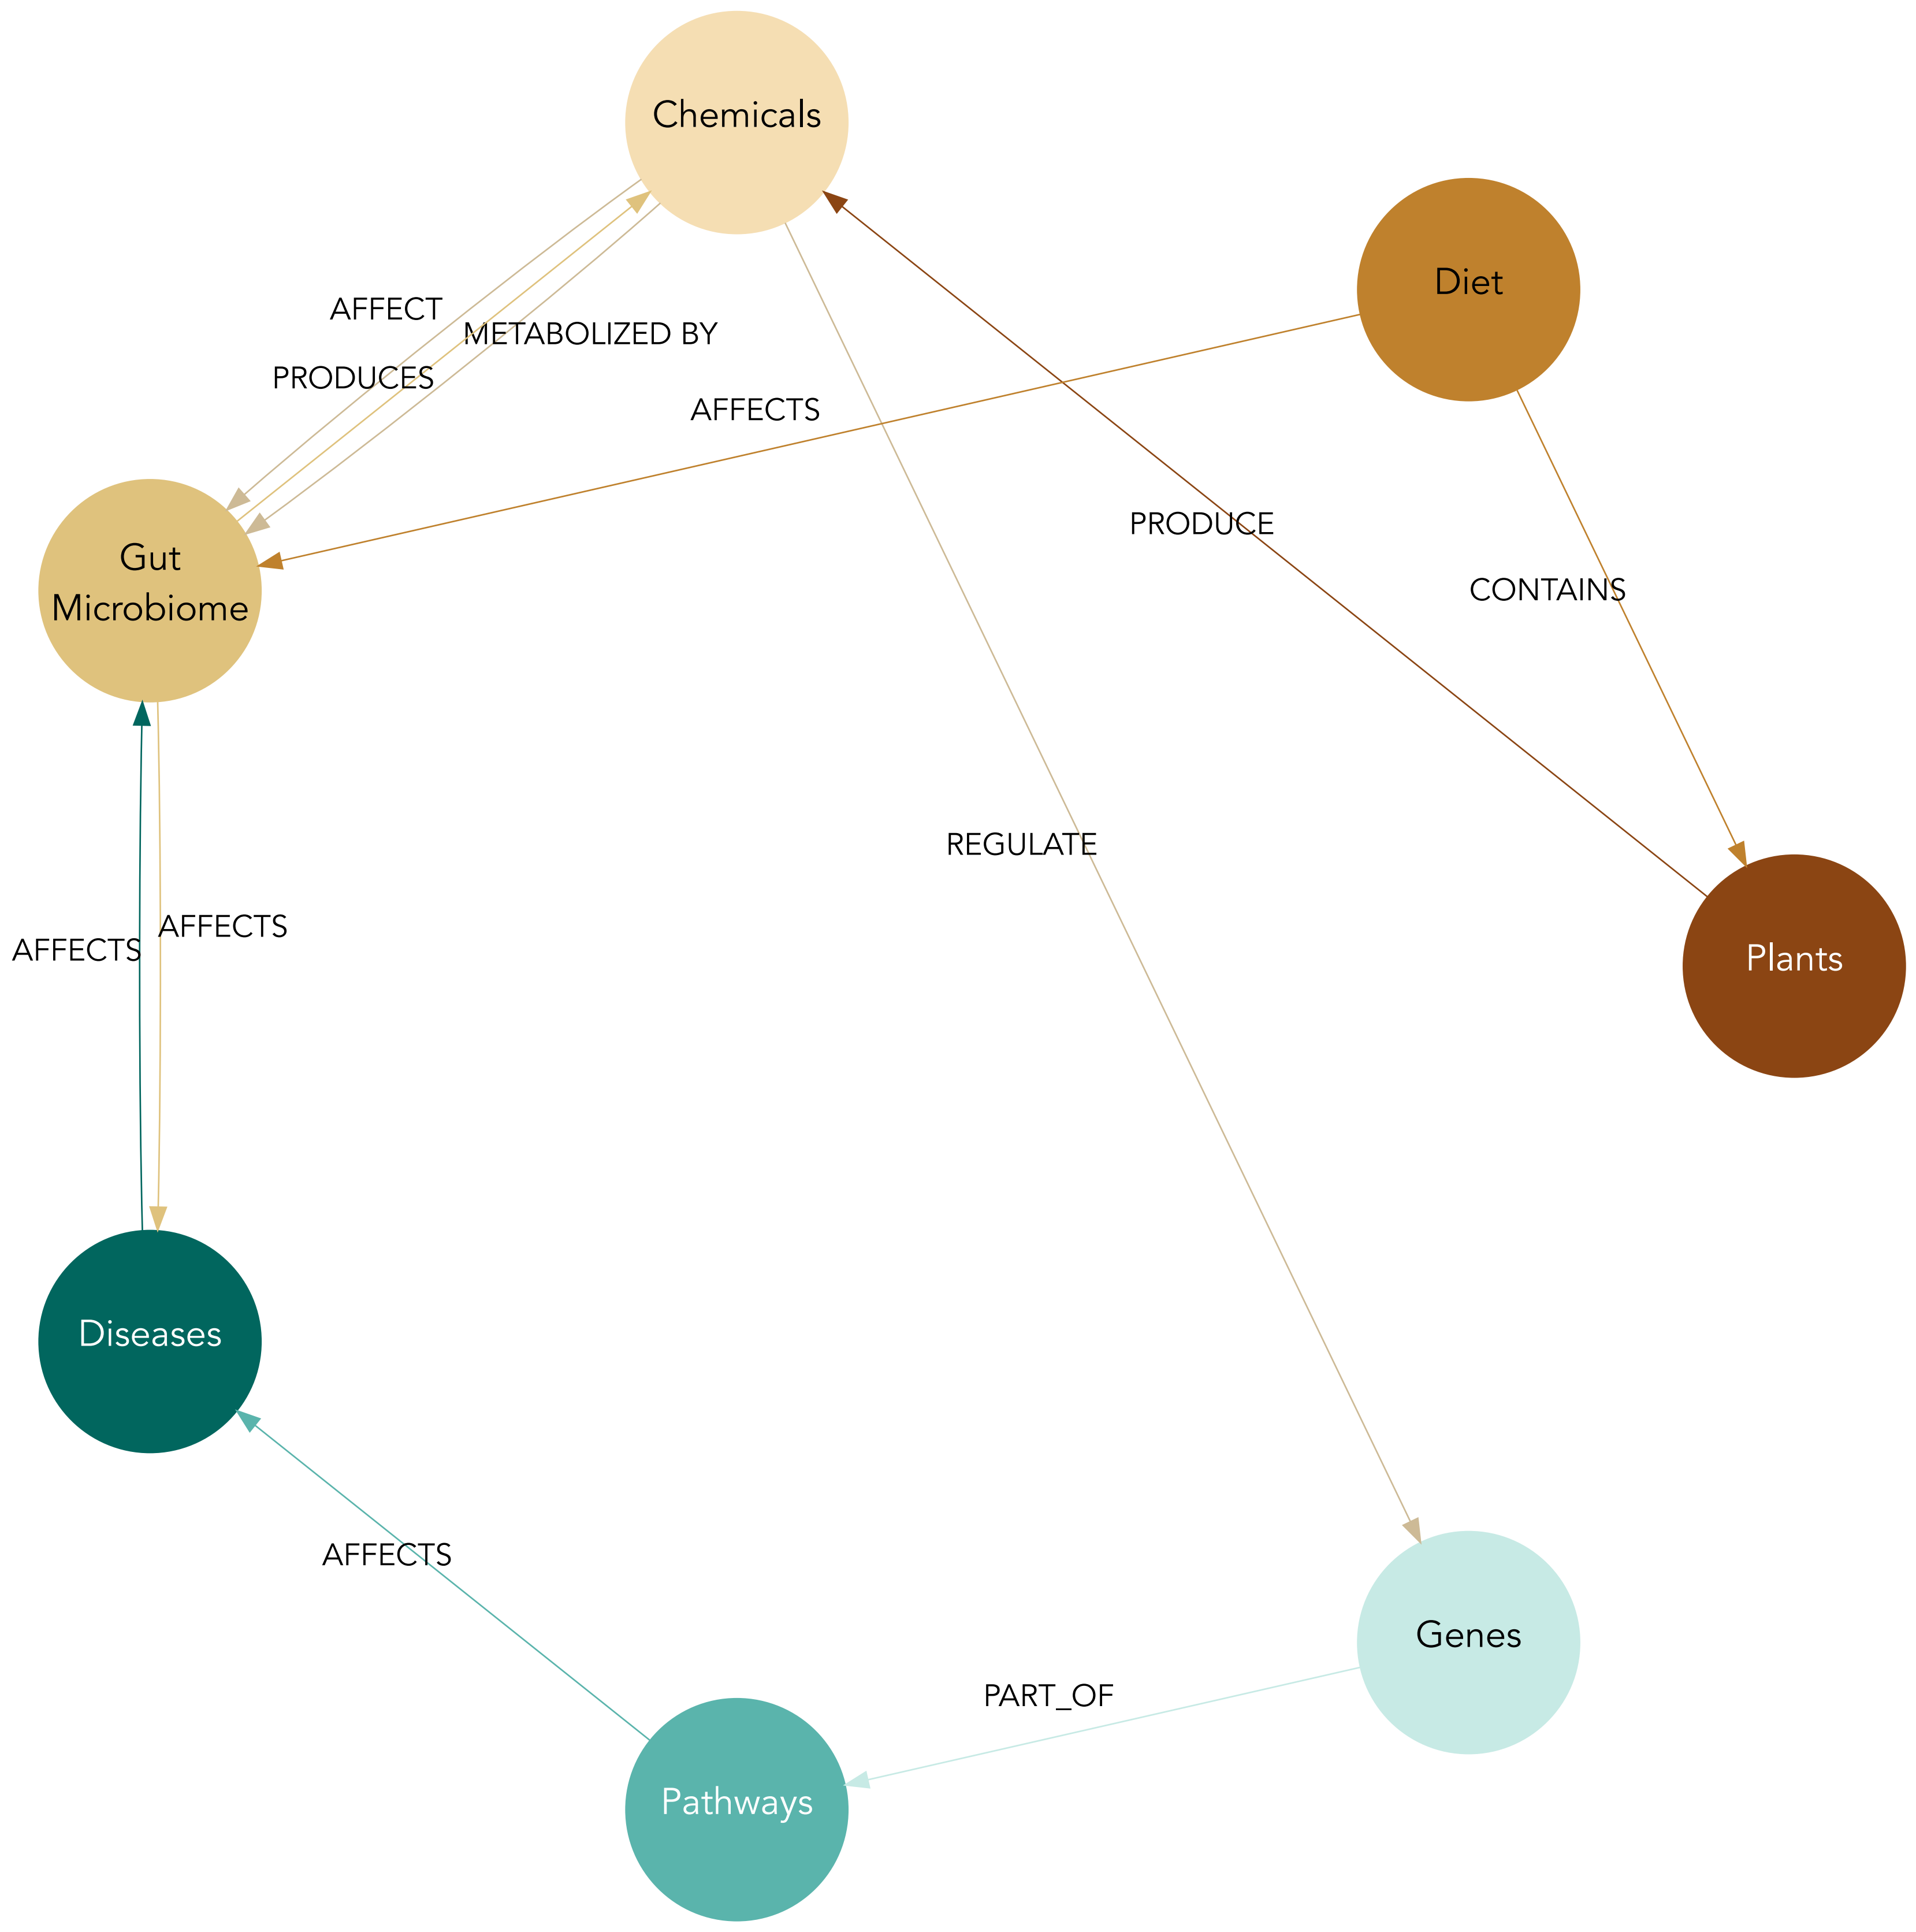 Chemicals
Diet
AFFECT
METABOLIZED BY
PRODUCES
AFFECTS
PRODUCE
Gut
Microbiome
CONTAINS
REGULATE
AFFECTS
AFFECTS
Plants
Diseases
AFFECTS
Genes
PART_OF
Pathways